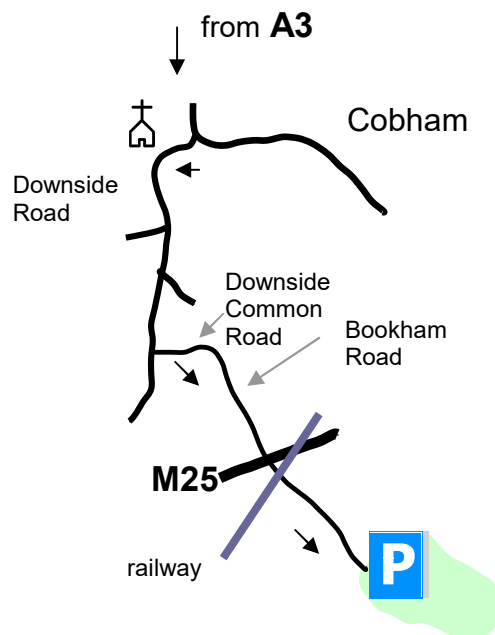 from A3
Cobham
Downside
Road
Downside
Common
Road
Bookham
Road
M25
railway
P